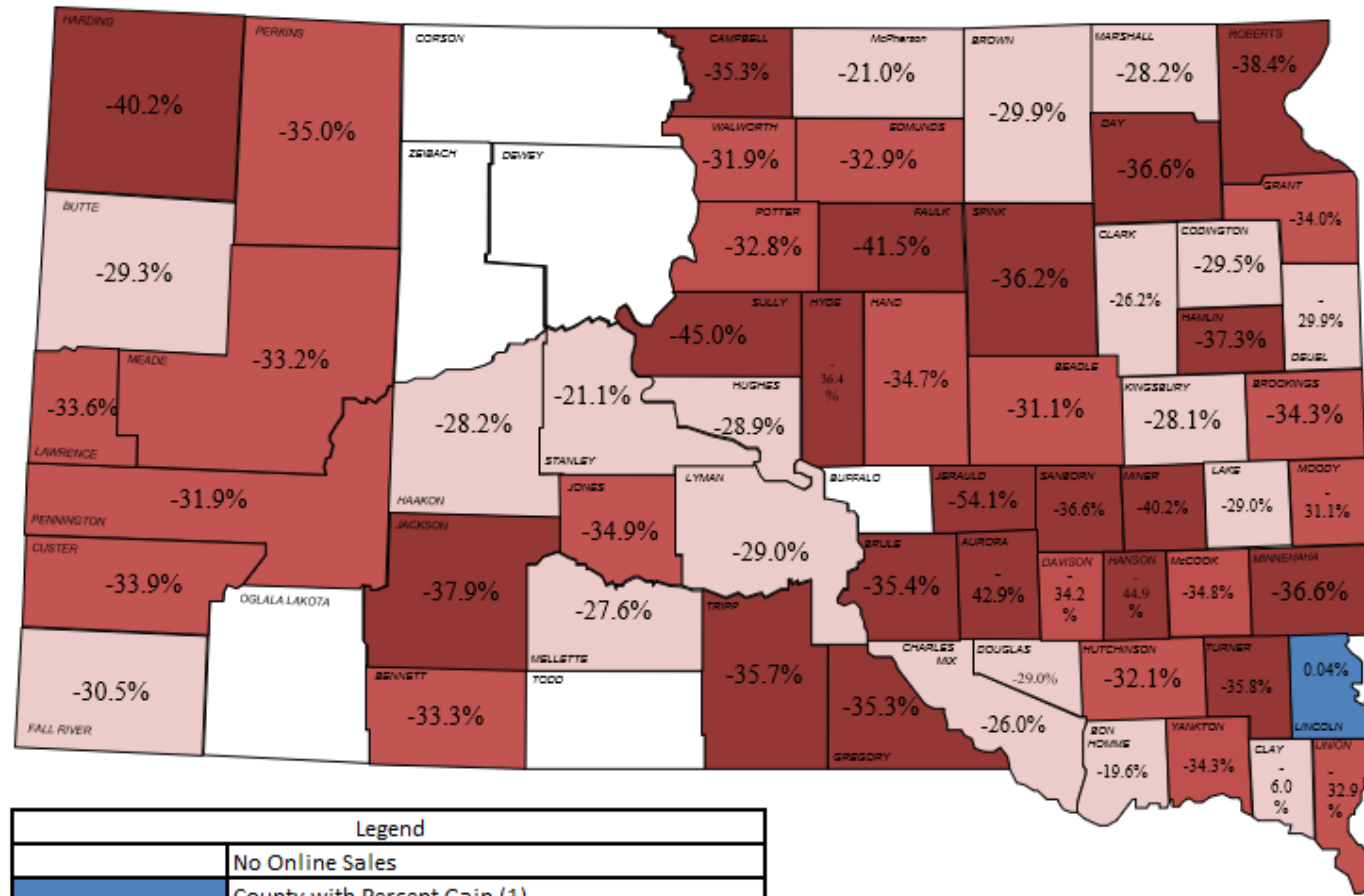 HARDING
-40.2%
PERKINS
-35.0%
CORSON
CAMPBELL
-35.3%
McPherson
-21.0%
BROWN
-29.9%
MARSHALL
-28.2%
ROBERTS
-38.4%
ZEIBACH
DEWEY
WALWORTH
-31.9%
EDMUNDS
-32.9%
DAY
-36.6%
GRANT
-34.0%
BUTTE
-29.3%
POTTER
-32.8%
FAULK
-41.5%
SPINK
-36.2%
CLARK
-26.2%
CODINGTON
-29.5%
-
29.9%
DEUEL
HAMLIN
-37.3%
SULLY
-45.0%
HYDE
-
36.4
%
HAND
-34.7%
MEADE
-33.2%
-33.6%
LAWRENCE
-28.2%
HAAKON
-21.1%
STANLEY
HUGHES
-28.9%
BEADLE
-31.1%
KINGSBURY
-28.1%
BROOKINGS
-34.3%
-31.9%
PENNINGTON
JONES
-34.9%
LYMAN
-29.0%
BUFFALO
JERAULD
-54.1%
SANBORN
-36.6%
MINER
-40.2%
LAKE
-29.0%
MOODY
-
31.1%
CUSTER
-33.9%
JACKSON
-37.9%
-27.6%
MELLETTE
BRULE
-35.4%
AURORA
-
42.9%
DAVISON
-
34.2
%
HANSON
-
44.9
%
McCOOK
-34.8%
MINNEHAHA
-36.6%
-30.5%
FALL RIVER
OGLALA LAKOTA
BENNETT
-33.3%
TODD
TRIPP
-35.7%
-35.3%
GREGORY
CHARLES
MIX
-26.0%
DOUGLAS
-29.0%
HUTCHINSON
-32.1%
TURNER
-35.8%
0.04%
LINCOLN
BON
HOMME
-19.6%
YANKTON
-34.3%
CLAY
-
6.0
%
UNION
-
32.9
%
Legend
No Online Sales
County with Percent Gain (1)